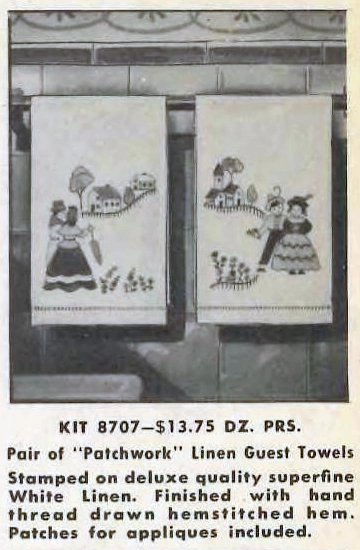 KIT 8707—$13.75 DZ. PRS.
Pair of "Patchwork" Linen Guest Towels
Stamped on deluxe quality superfine
White Linen. Finished with hand
thread drawn hemstitched hem.
Patches for appliques included.